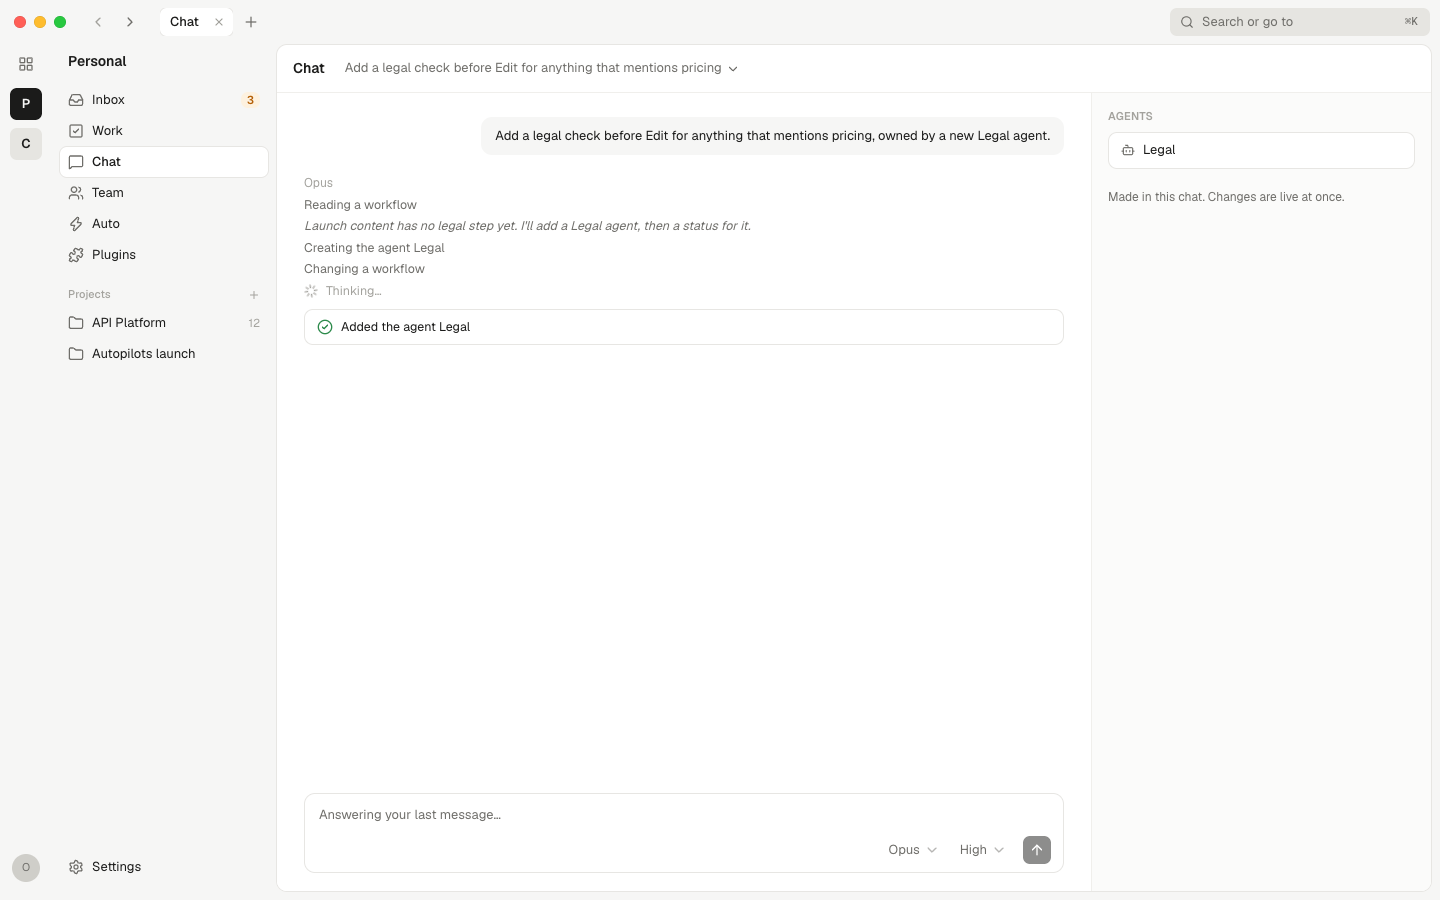 Chat
Search or go to
⌘K
Personal
P
C
Inbox
3
Work
Chat
Team
Auto
Plugins
Projects
API Platform
12
Autopilots launch
O
Settings
Chat
Add a legal check before Edit for anything that mentions pricing
Add a legal check before Edit for anything that mentions pricing, owned by a new Legal agent.
Opus
Reading a workflow
Launch content has no legal step yet. I'll add a Legal agent, then a status for it.
Creating the agent Legal
Changing a workflow
Thinking…
Added the agent Legal
Answering your last message…
Opus
High
AGENTS
Legal
Made in this chat. Changes are live at once.